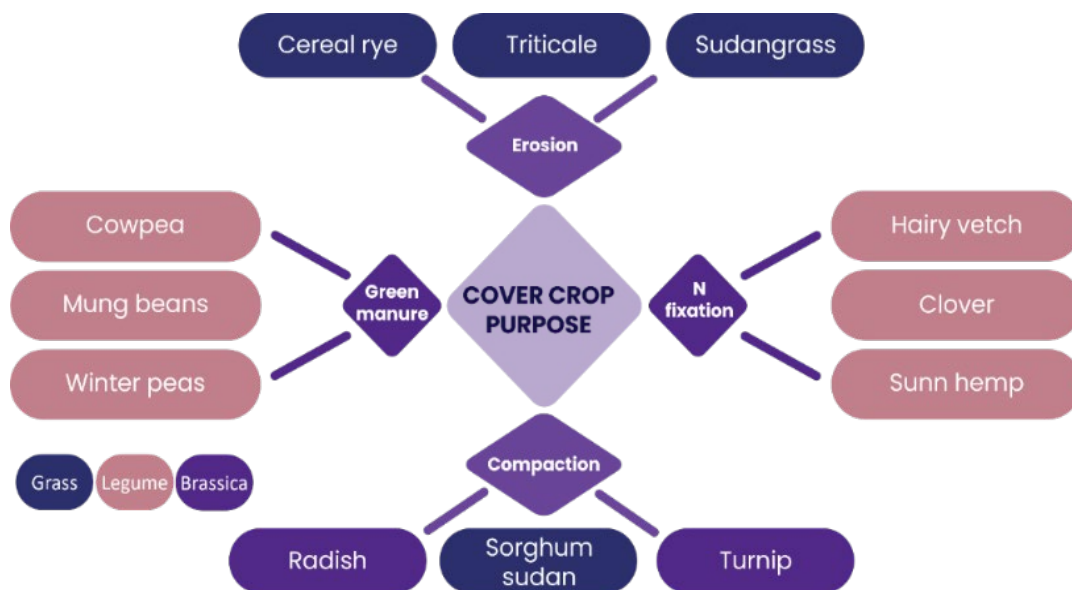 Cereal rye
Triticale
Sudangrass
Erosion
Cowpea
Mung beans
Winter peas
Green
manure
COVER CROP
PURPOSE
N
fixation
Hairy vetch
Clover
Sunn hemp
Compaction
Grass
Legume
Brassica
Radish
Sorghum
sudan
Turnip